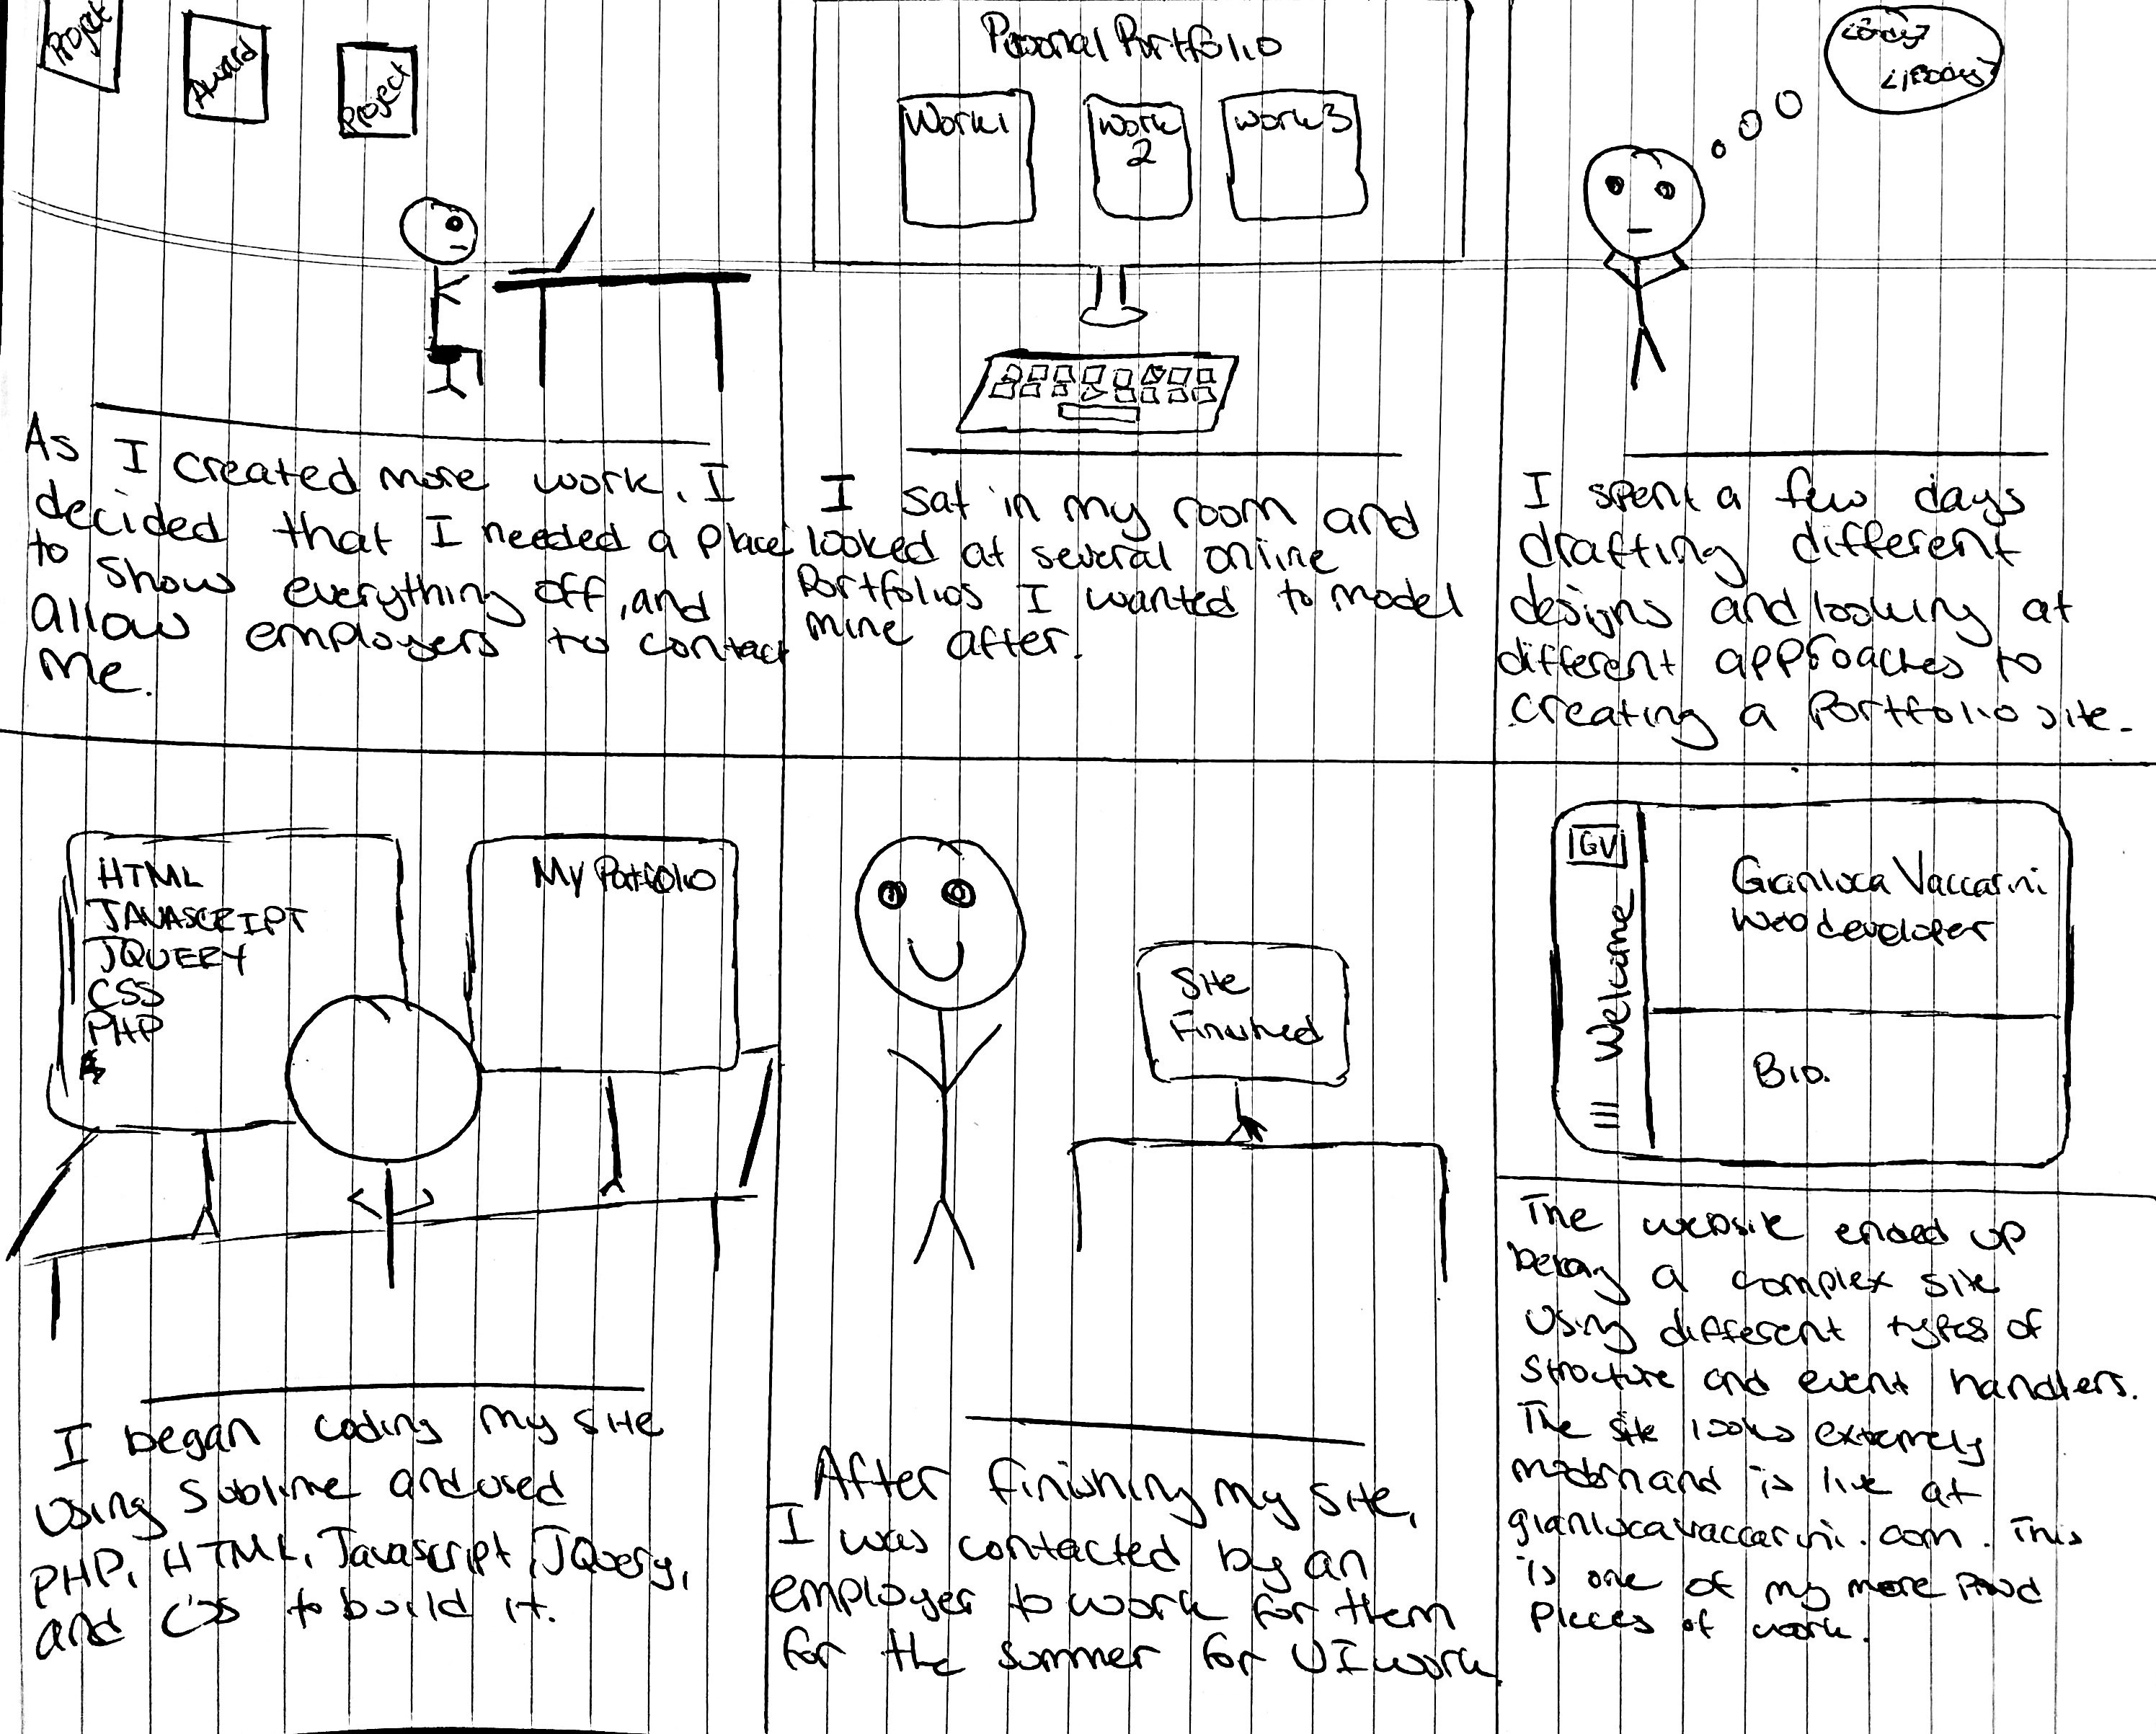 Project
Award
Project
As I created more work, I
decided that I needed a place
to show everything off, and
allow employers to contact
me.
Personal Portfolio
Work1
Work
2
Work3
I sat in my room and
looked at several online
Portfolios I wanted to model
mine after.
I spent a few days
drafting different
designs and looking at
different approaches to
creating a Portfolio site.
HTML
JAVASCRIPT
JQUERY
CSS
PHP
My Portfolio
I began coding my site
using Sublime and used
PHP, HTML, Javascript, JQuery,
and CSS to build it.
Site
Finished
After finishing my site,
I was contacted by an
employer to work for them
for the summer for UI work
GV
Welcome
Gianluca Vaccarini
Web developer
Bio.
The website ended up
being a complex site
using different types of
structure and event handlers.
The site looks extremely
modern and is live at
gianlucavaccarini.com. This
is one of my more proud
pieces of work.